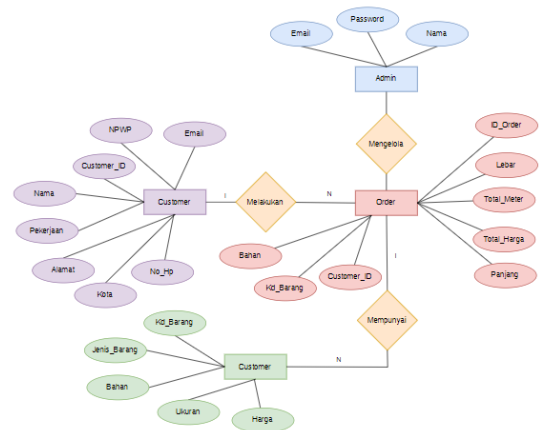 Password
Email
Nama
Admin
NPWP
Email
ID_Order
Mengelola
Customer_ID
Lebar
Nama
Customer
I
Melakukan
N
Order
Total_Meter
Pekerjaan
Total_Harga
Bahan
I
Alamat
No_Hp
Customer_ID
Panjang
Kd_Barang
Kota
Kd_Barang
Mempunyai
Jenis_Barang
Customer
N
Bahan
Ukuran
Harga